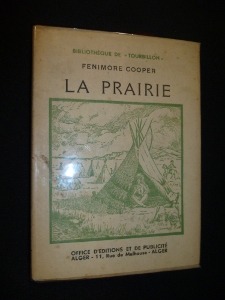 BIBLIOTHÈQUE DE "TOURBILLON"
FENIMORE COOPER
LA PRAIRIE
OFFICE D'ÉDITIONS ET DE PUBLICITÉ
ALGER - 11, Rue de Mulhouse - ALGER